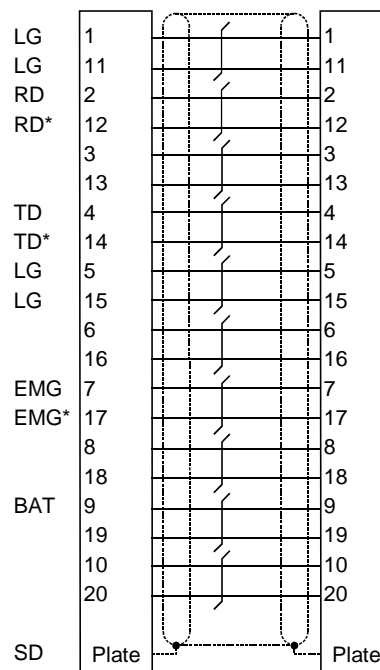 LG 1 1
LG 11 11
RD 2 2
RD* 12 12
3 3
13 13
TD 4 4
TD* 14 14
LG 5 5
LG 15 15
6 6
16 16
EMG 7 7
EMG* 17 17
8 8
18 18
BAT 9 9
19 19
10 10
20 20
SD Plate Plate